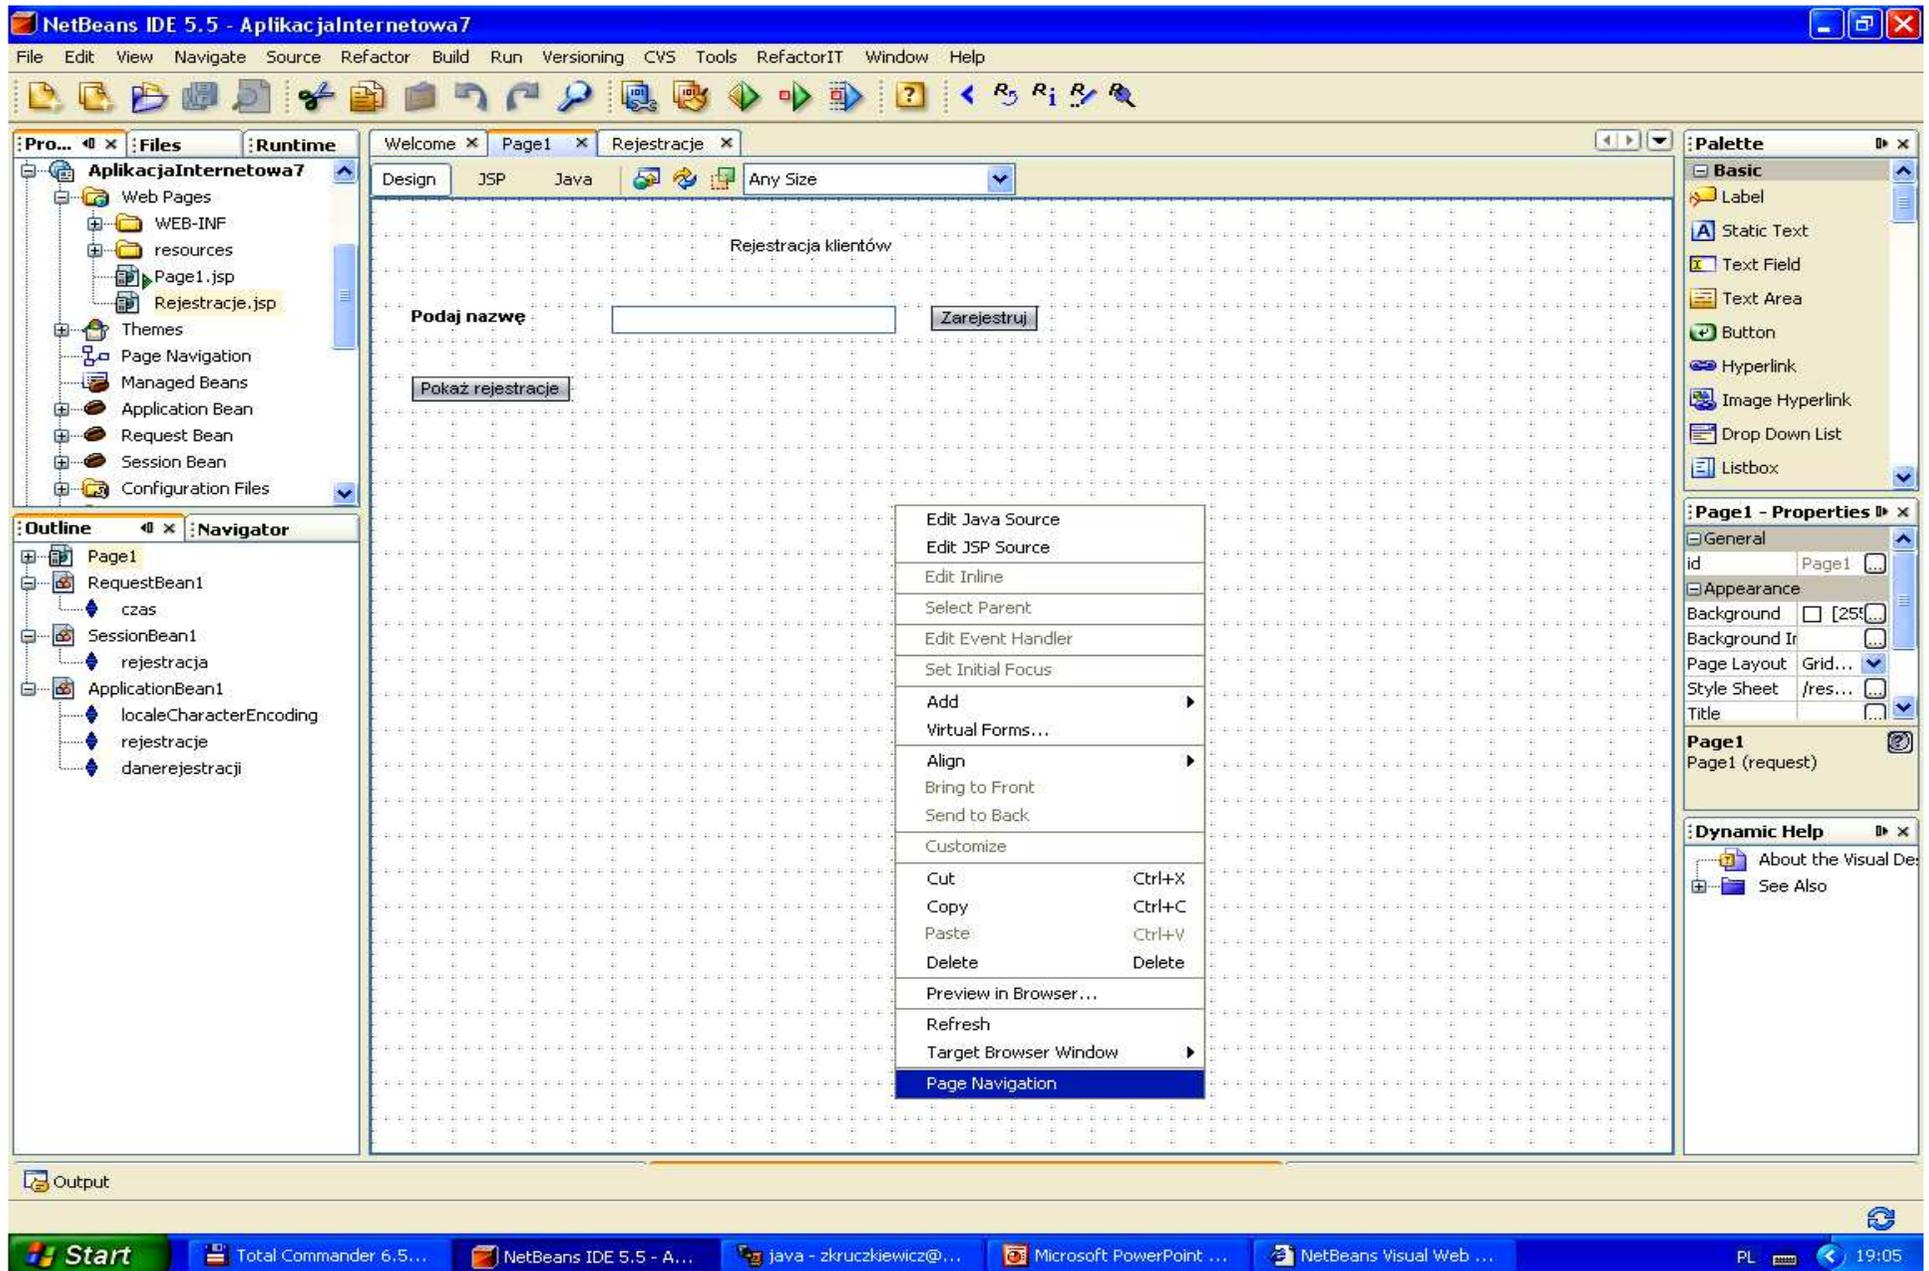 NetBeans IDE 5.5 - AplikacjaInternetowa7
File Edit View Navigate Source Refactor Build Run Versioning CVS Tools RefactorIT Window Help
Pro... Files Runtime
AplikacjaInternetowa7
Web Pages
WEB-INF
resources
Page1.jsp
Rejestracje.jsp
Themes
Page Navigation
Managed Beans
Application Bean
Request Bean
Session Bean
Configuration Files
Outline Navigator
Page1
RequestBean1
czas
SessionBean1
rejestracja
ApplicationBean1
localeCharacterEncoding
rejestracje
danerejestracji
Welcome Page1 Rejestracje
Design JSP Java Any Size
Rejestracja klientów
Podaj nazwę Zarejestruj
Pokaż rejestracje
Edit Java Source
Edit JSP Source
Edit Inline
Select Parent
Edit Event Handler
Set Initial Focus
Add
Virtual Forms...
Align
Bring to Front
Send to Back
Customize
Cut Ctrl+X
Copy Ctrl+C
Paste Ctrl+V
Delete Delete
Preview in Browser...
Refresh
Target Browser Window
Page Navigation
Palette
Basic
Label
Static Text
Text Field
Text Area
Button
Hyperlink
Image Hyperlink
Drop Down List
Listbox
Page1 - Properties
General
id Page1 ...
Appearance
Background [255 ...
Background Ir ...
Page Layout Grid...
Style Sheet /res... ...
Title ...
Page1
Page1 (request)
Dynamic Help
About the Visual Des
See Also
Output
Start Total Commander 6.5... NetBeans IDE 5.5 - A... java - zkruczkiewicz@... Microsoft PowerPoint ... NetBeans Visual Web ... PL 19:05